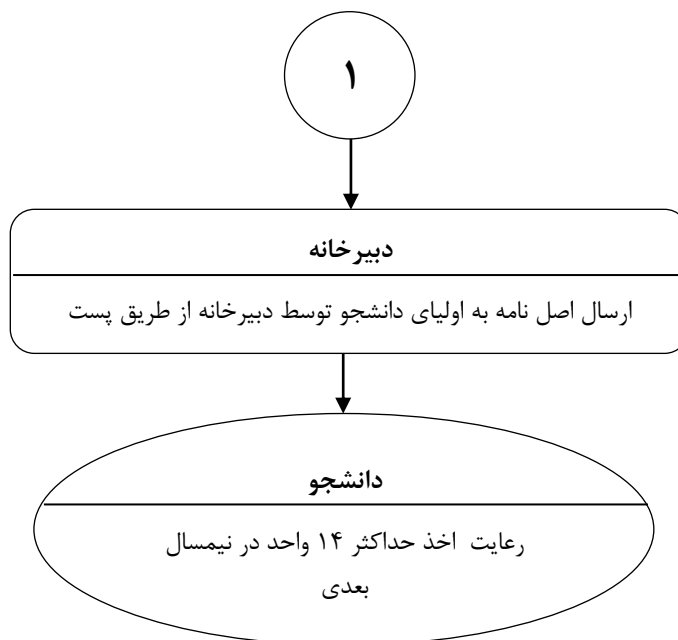 ۱
دبیرخانه
ارسال اصل نامه به اولیای دانشجو توسط دبیرخانه از طریق پست
دانشجو
رعایت اخذ حداکثر ۱۴ واحد در نیمسال
بعدی